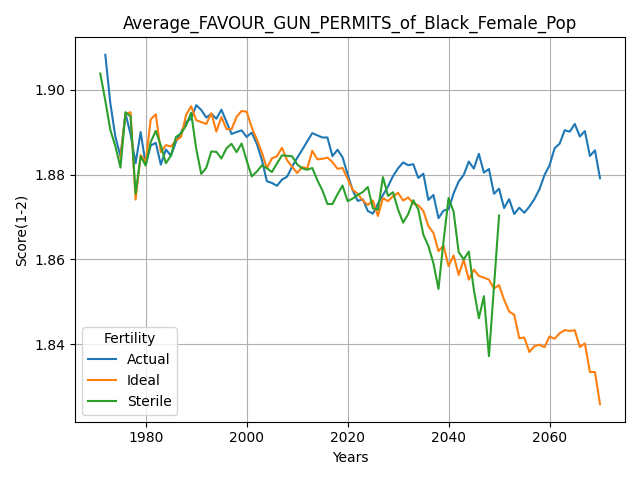 Average_FAVOUR_GUN_PERMITS_of_Black_Female_Pop
Score(1-2)
1.90
1.88
1.86
1.84
Fertility
Actual
Ideal
Sterile
1980
2000
2020
2040
2060
Years